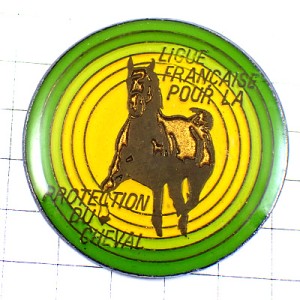 LIGUE
FRANCAISE
POUR LA
PROTECTION
DU
CHEVAL